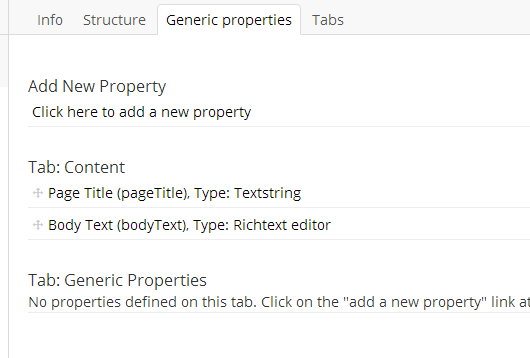 Info Structure Generic properties Tabs
Add New Property
Click here to add a new property
Tab: Content
Page Title (pageTitle), Type: Textstring
Body Text (bodyText), Type: Richtext editor
Tab: Generic Properties
No properties defined on this tab. Click on the "add a new property" link at